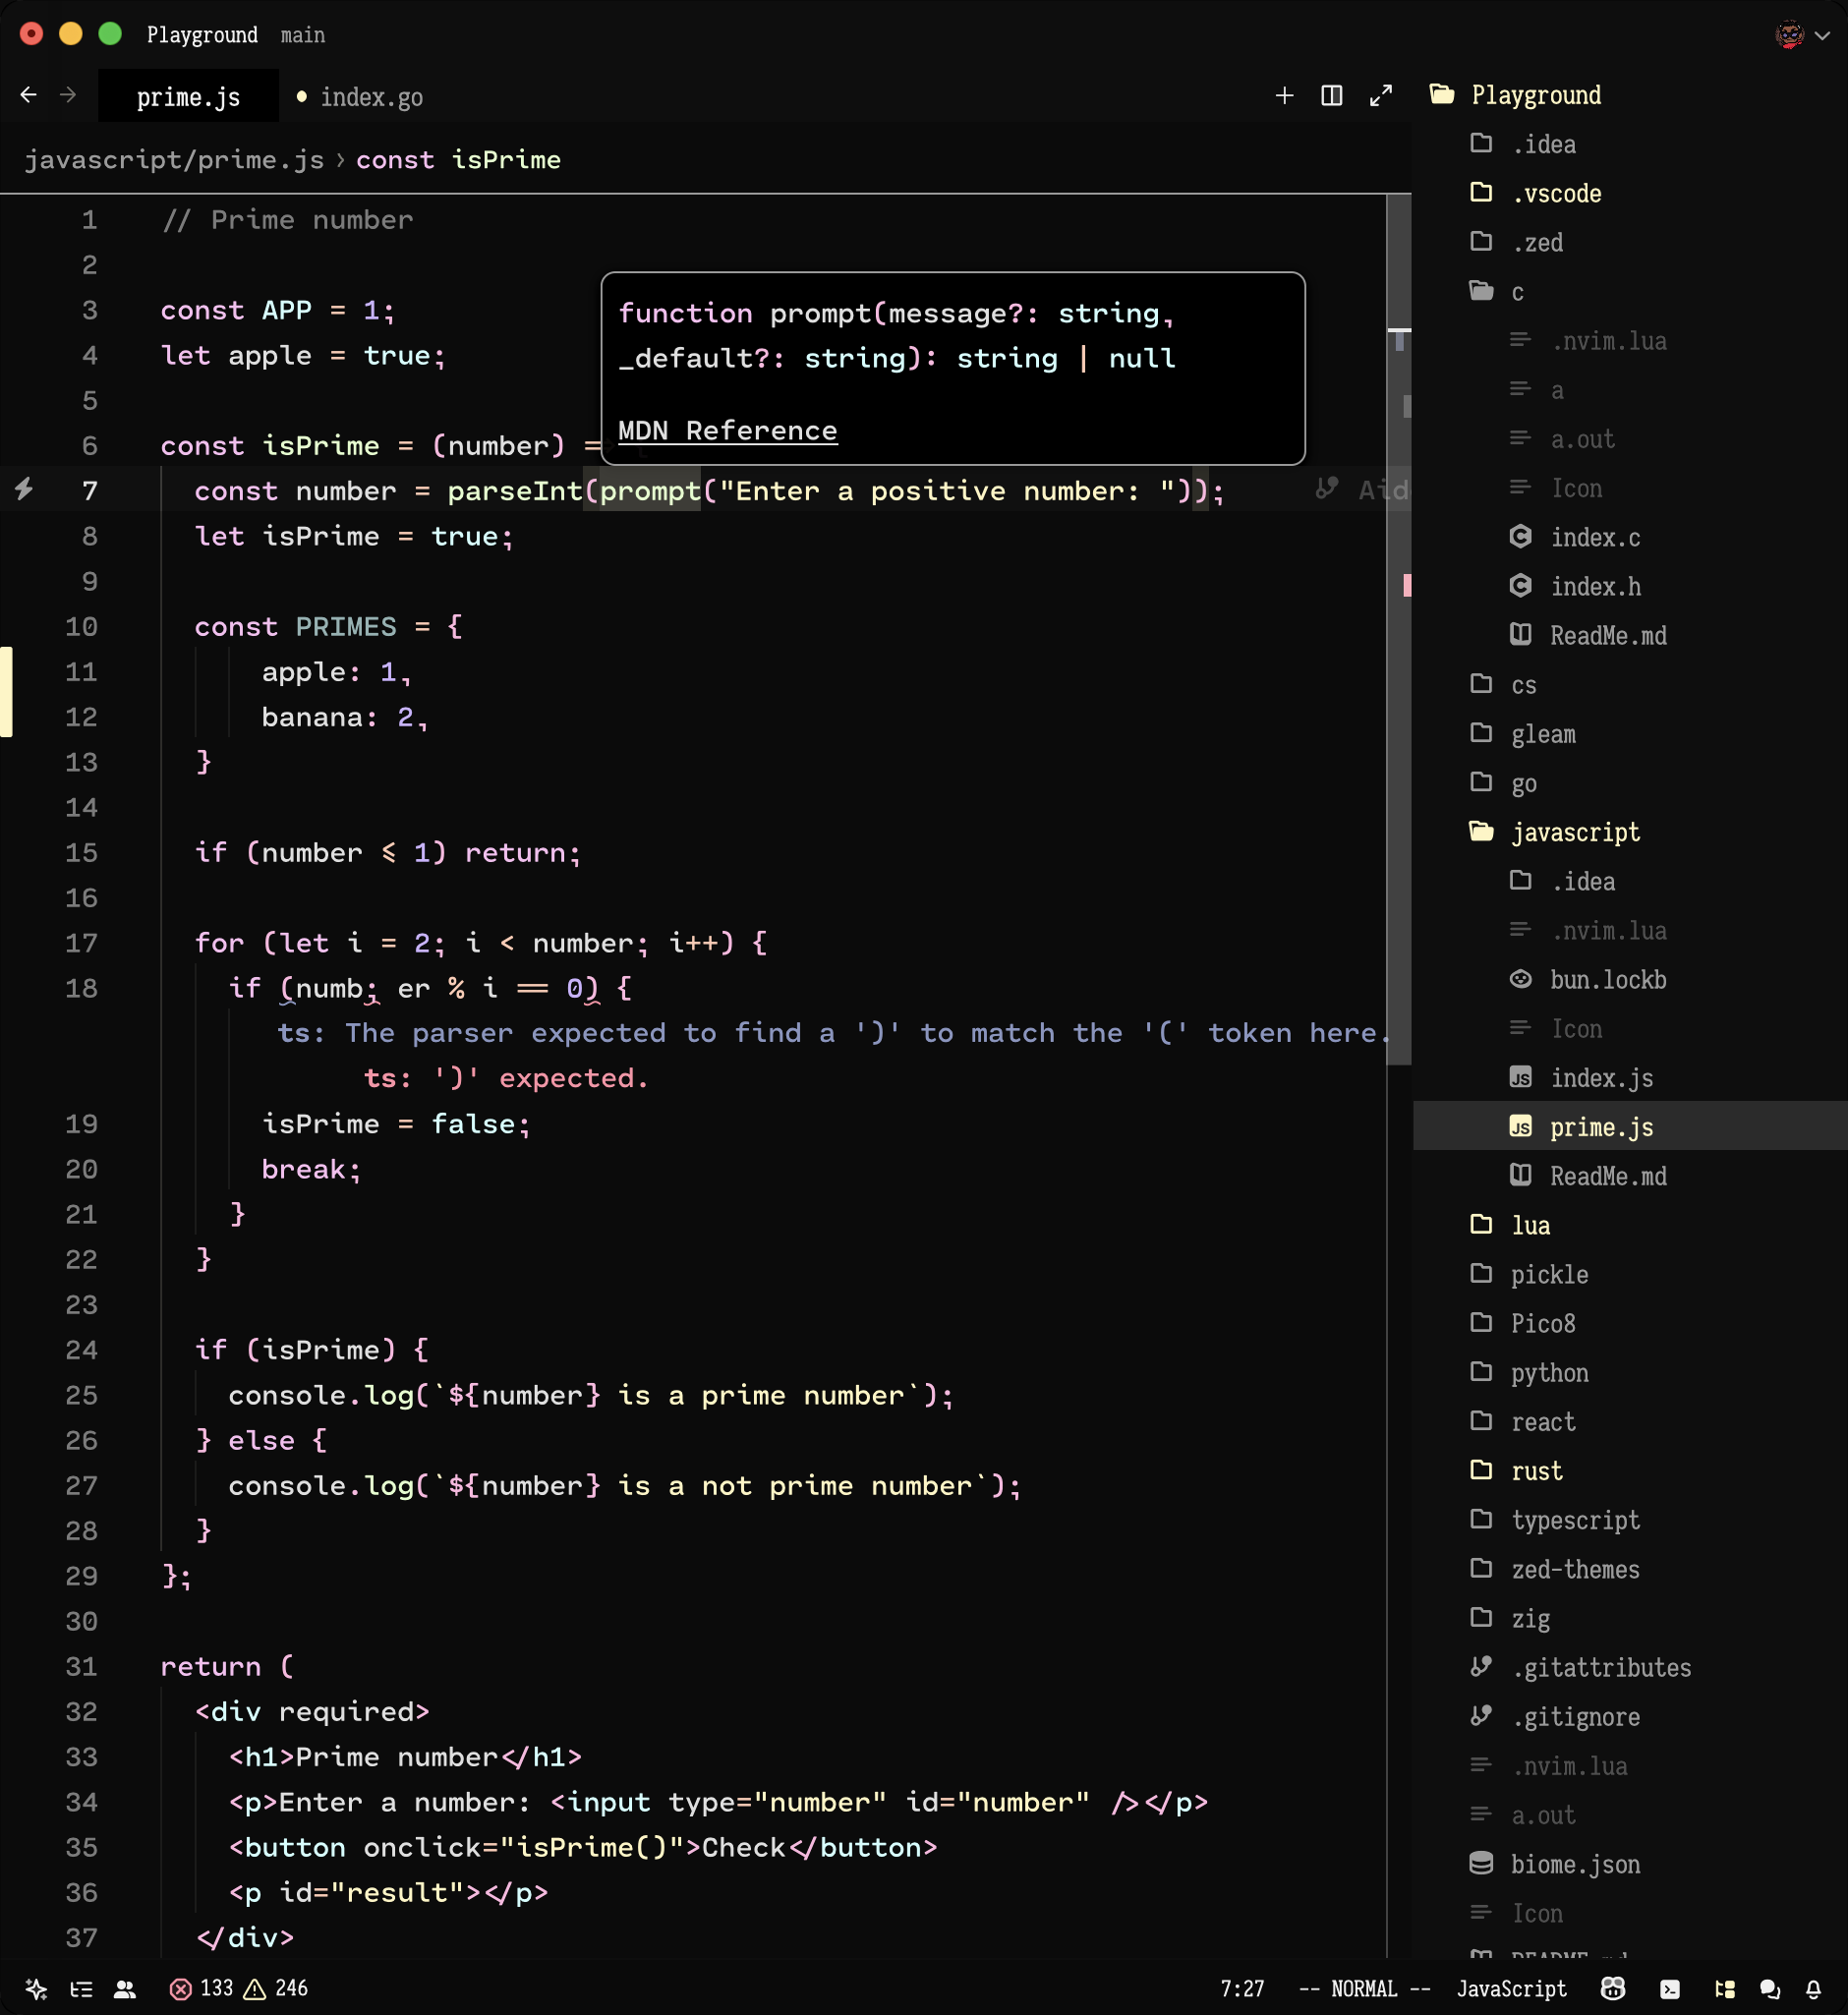 Playground main
prime.js index.go
javascript/prime.js › const isPrime
1 // Prime number
2
3 const APP = 1;
4 let apple = true;
5
6 const isPrime = (number) =
function prompt(message?: string,
_default?: string): string | null
MDN Reference
7 const number = parseInt(prompt("Enter a positive number: ")); Aid
8 let isPrime = true;
9
10 const PRIMES = {
11 apple: 1,
12 banana: 2,
13 }
14
15 if (number <= 1) return;
16
17 for (let i = 2; i < number; i++) {
18 if (numb; er % i == 0) {
ts: The parser expected to find a ')' to match the '(' token here.
ts: ')' expected.
19 isPrime = false;
20 break;
21 }
22 }
23
24 if (isPrime) {
25 console.log(`${number} is a prime number`);
26 } else {
27 console.log(`${number} is a not prime number`);
28 }
29 };
30
31 return (
32 <div required>
33 <h1>Prime number</h1>
34 <p>Enter a number: <input type="number" id="number" /></p>
35 <button onclick="isPrime()">Check</button>
36 <p id="result"></p>
37 </div>
Playground
.idea
.vscode
.zed
c
.nvim.lua
a
a.out
Icon
index.c
index.h
ReadMe.md
cs
gleam
go
javascript
.idea
.nvim.lua
bun.lockb
Icon
index.js
prime.js
ReadMe.md
lua
pickle
Pico8
python
react
rust
typescript
zed-themes
zig
.gitattributes
.gitignore
.nvim.lua
a.out
biome.json
Icon
README.md
133 246 7:27 -- NORMAL -- JavaScript